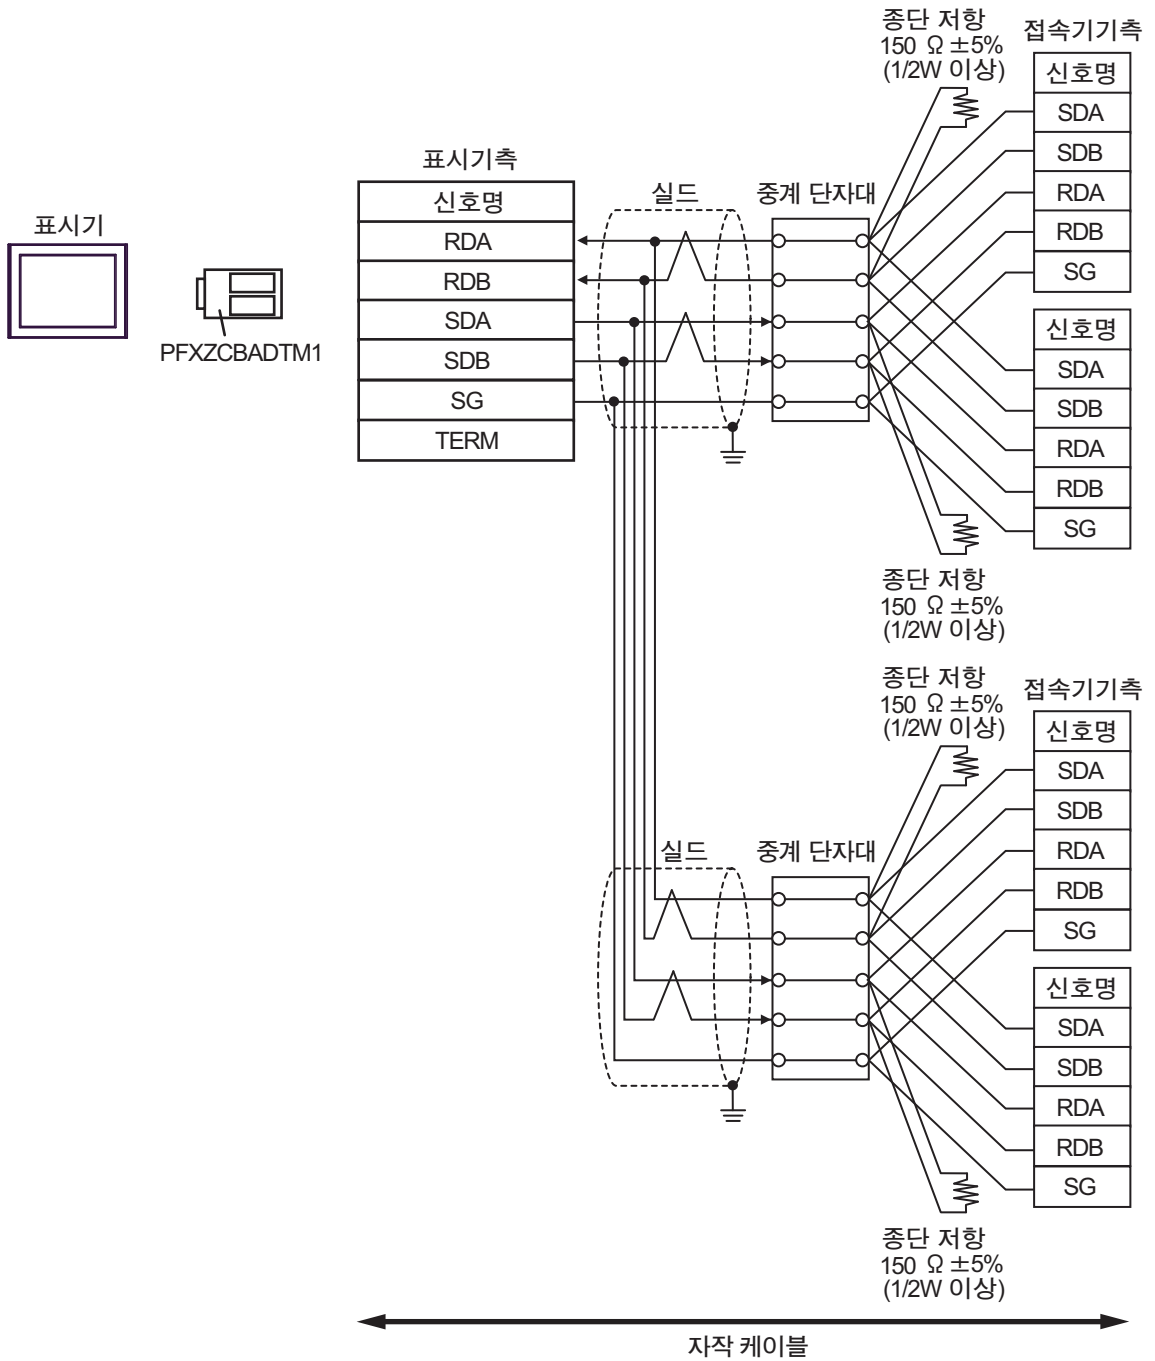 표시기
PFXZCBADTM1
표시기측
신호명
RDA
RDB
SDA
SDB
SG
TERM
실드
중계 단자대
종단 저항
150 Ω ±5%
(1/2W 이상)
접속기기측
신호명
SDA
SDB
RDA
RDB
SG
신호명
SDA
SDB
RDA
RDB
SG
종단 저항
150 Ω ±5%
(1/2W 이상)
실드
중계 단자대
종단 저항
150 Ω ±5%
(1/2W 이상)
접속기기측
신호명
SDA
SDB
RDA
RDB
SG
신호명
SDA
SDB
RDA
RDB
SG
종단 저항
150 Ω ±5%
(1/2W 이상)
자작 케이블